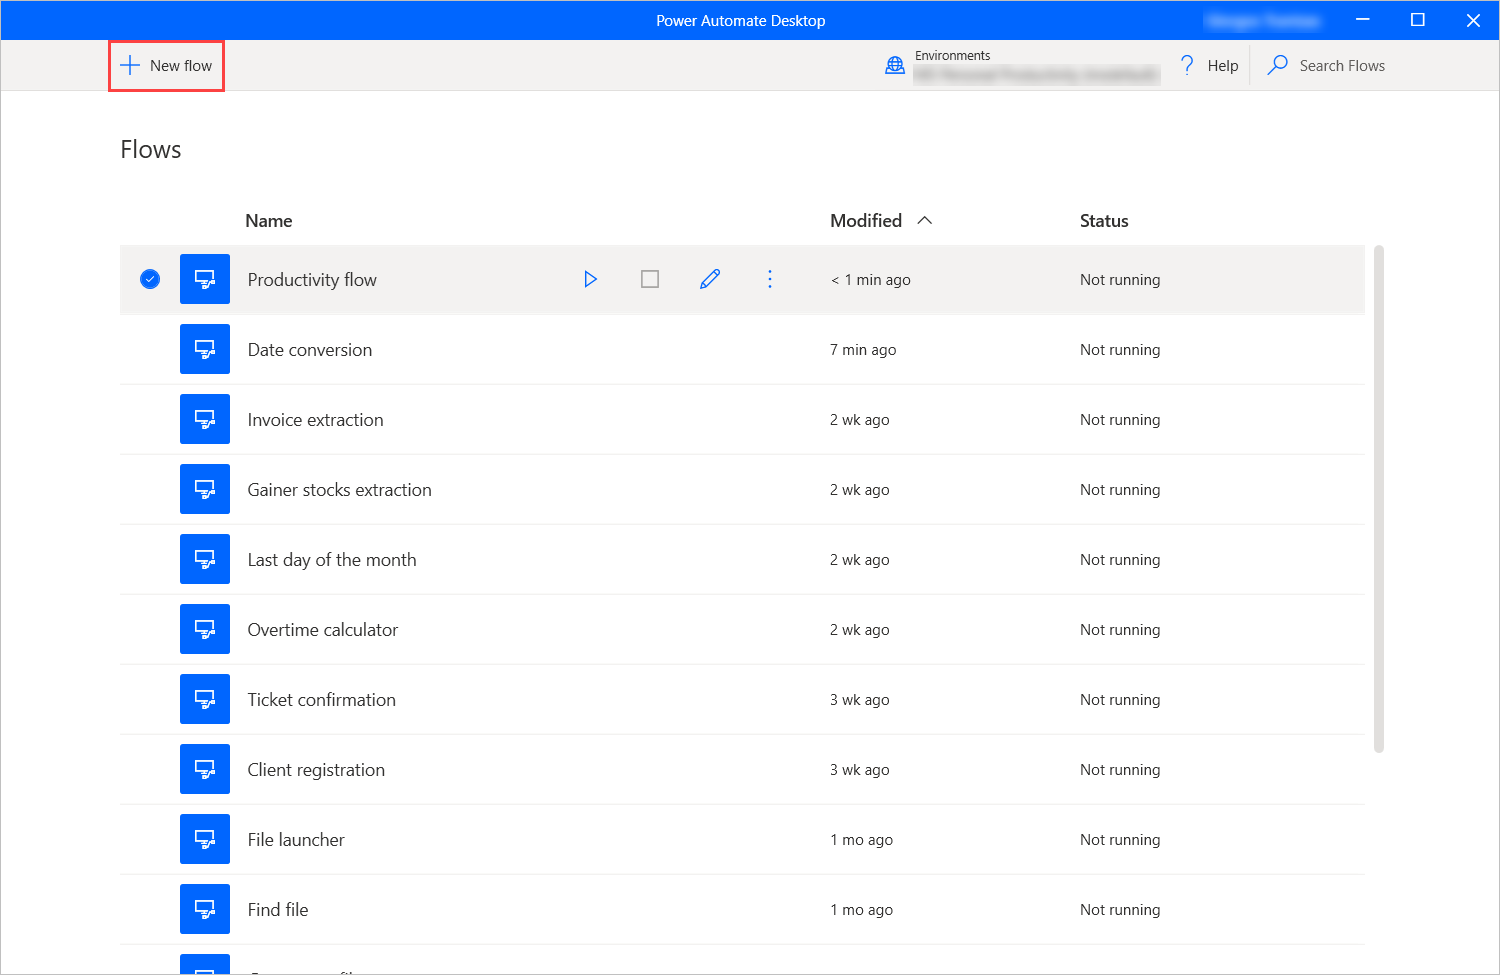 Power Automate Desktop
New flow
Environments
Help
Search Flows
Flows
Name Modified Status
Productivity flow < 1 min ago Not running
Date conversion 7 min ago Not running
Invoice extraction 2 wk ago Not running
Gainer stocks extraction 2 wk ago Not running
Last day of the month 2 wk ago Not running
Overtime calculator 2 wk ago Not running
Ticket confirmation 3 wk ago Not running
Client registration 3 wk ago Not running
File launcher 1 mo ago Not running
Find file 1 mo ago Not running